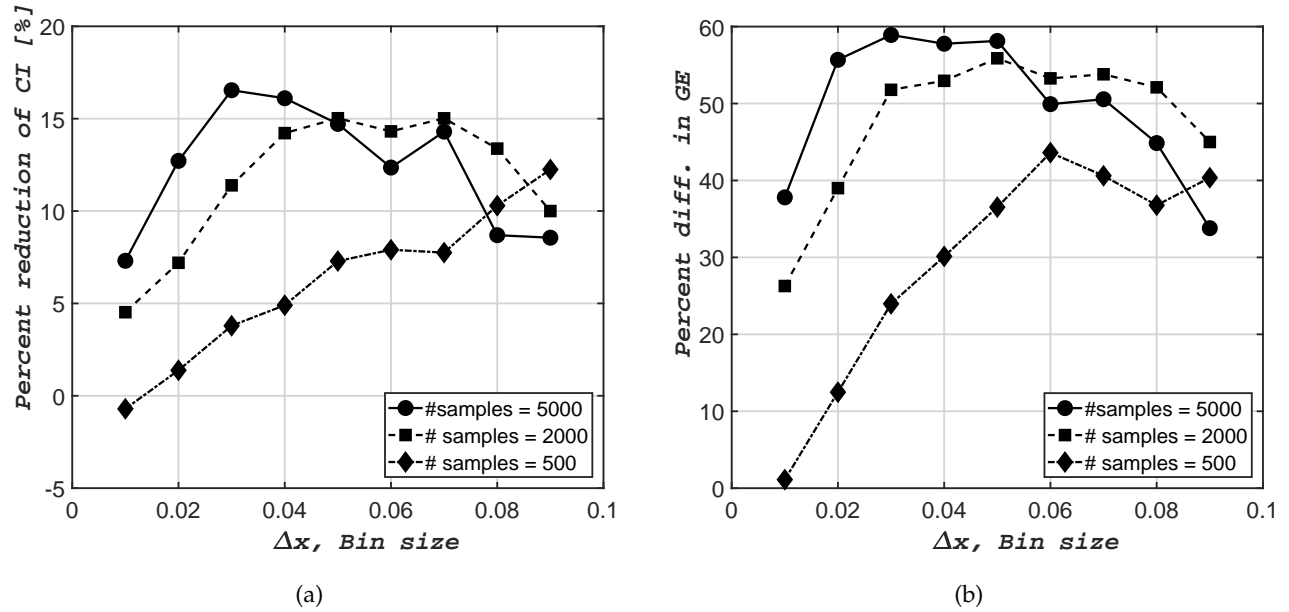 Percent reduction of CI [%]
20
15
10
5
0
-5
0
0.02
0.04
0.06
0.08
0.1
#samples = 5000
# samples = 2000
# samples = 500
Δx, Bin size
(a)
Percent diff. in GE
60
50
40
30
20
10
0
0
0.02
0.04
0.06
0.08
0.1
#samples = 5000
# samples = 2000
# samples = 500
Δx, Bin size
(b)